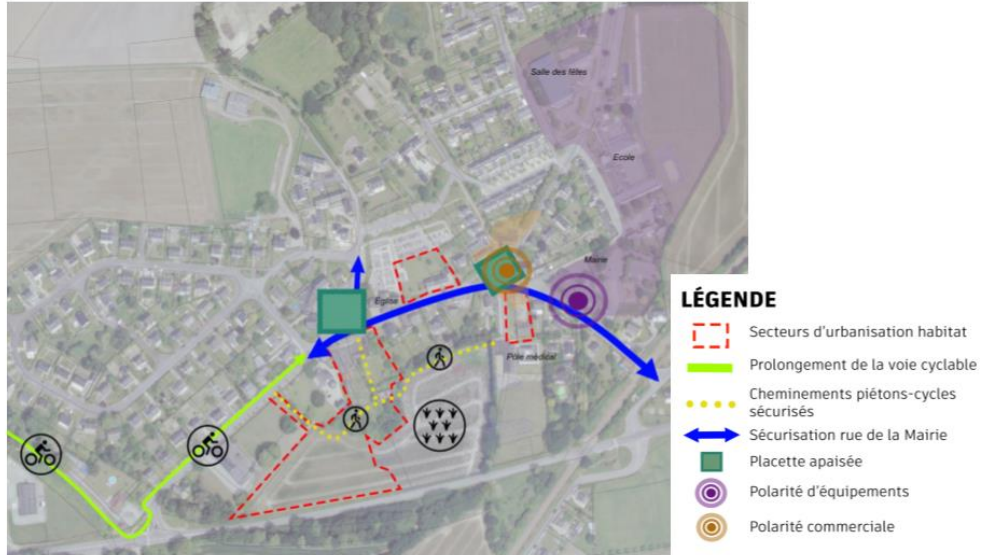 Salle des fêtes
Ecole
Mairie
Église
Pôle médical
LÉGENDE
Secteurs d'urbanisation habitat
Prolongement de la voie cyclable
Cheminements piétons-cycles
sécurisés
Sécurisation rue de la Mairie
Placette apaisée
Polarité d'équipements
Polarité commerciale